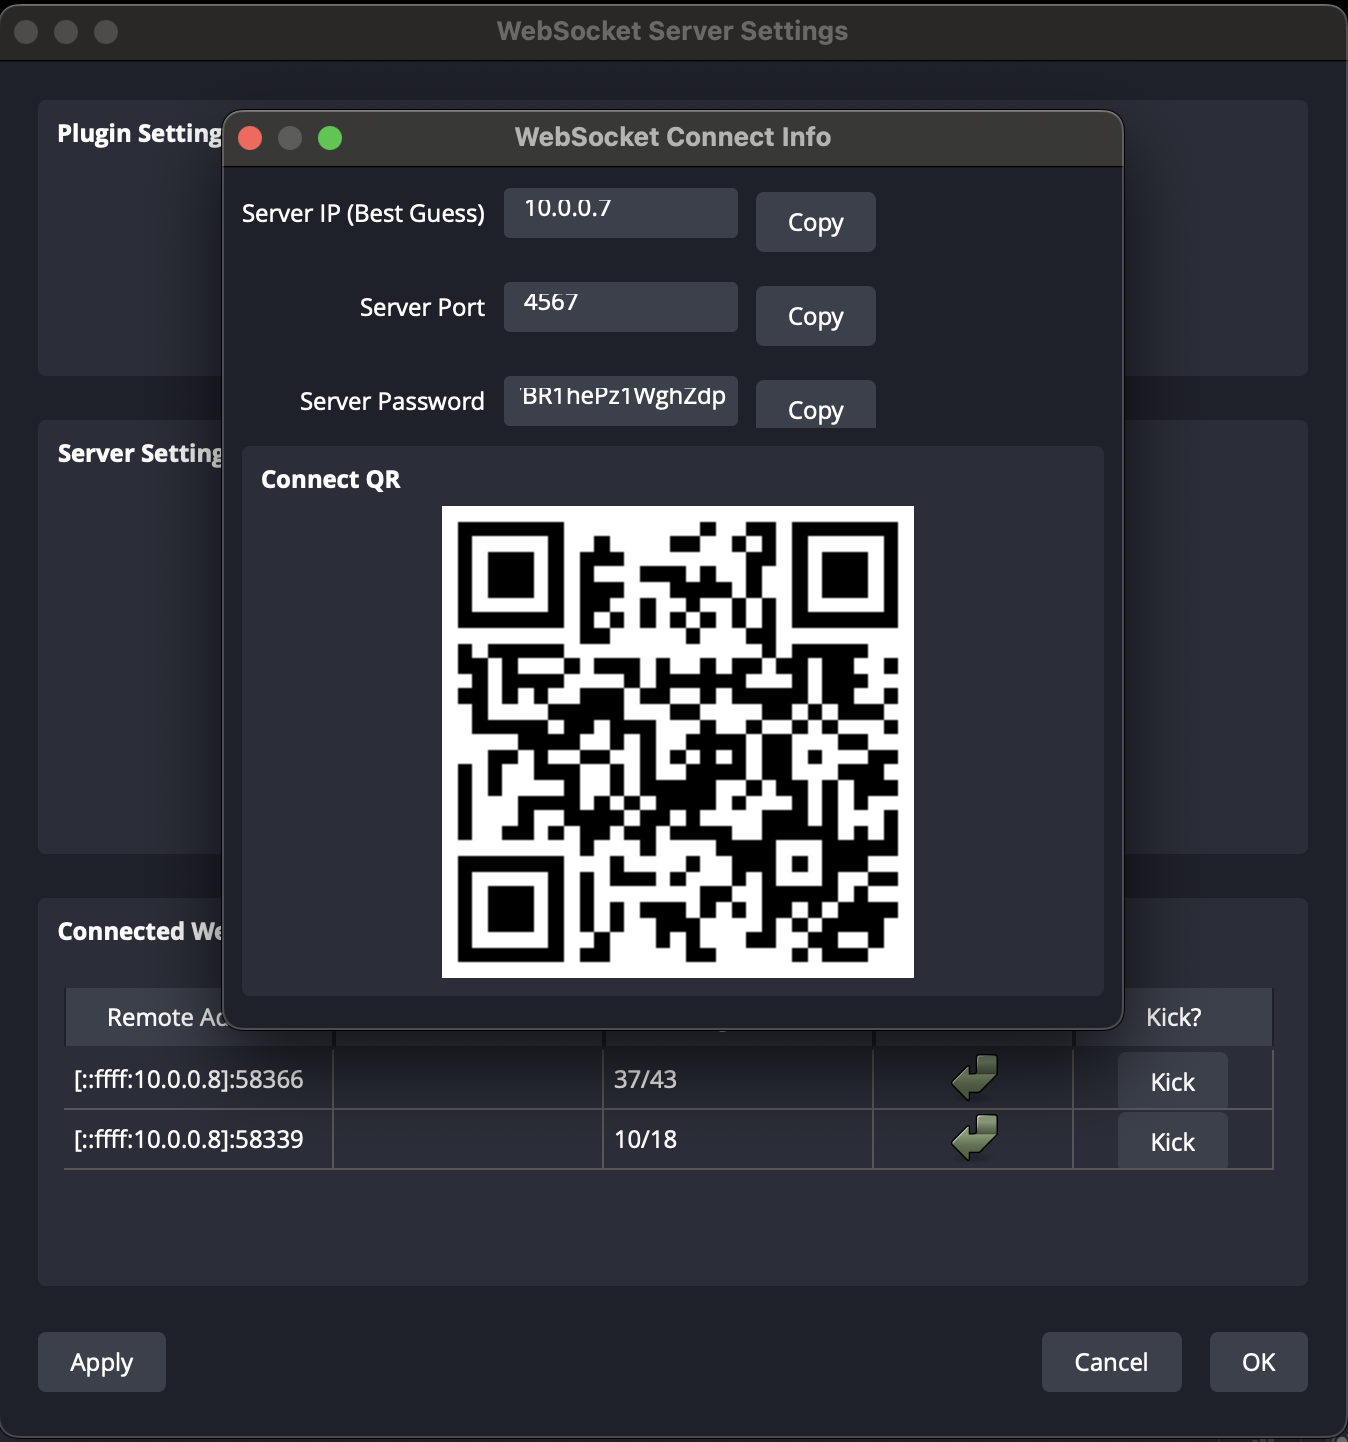 WebSocket Server Settings
Plugin Setting
WebSocket Connect Info
Server IP (Best Guess)
10.0.0.7
Copy
Server Port
4567
Copy
Server Password
BR1hePz1WghZdp
Copy
Server Setting
Connect QR
Connected We
Remote Ad
Kick?
[::ffff:10.0.0.8]:58366
37/43
Kick
[::ffff:10.0.0.8]:58339
10/18
Kick
Apply
Cancel
OK